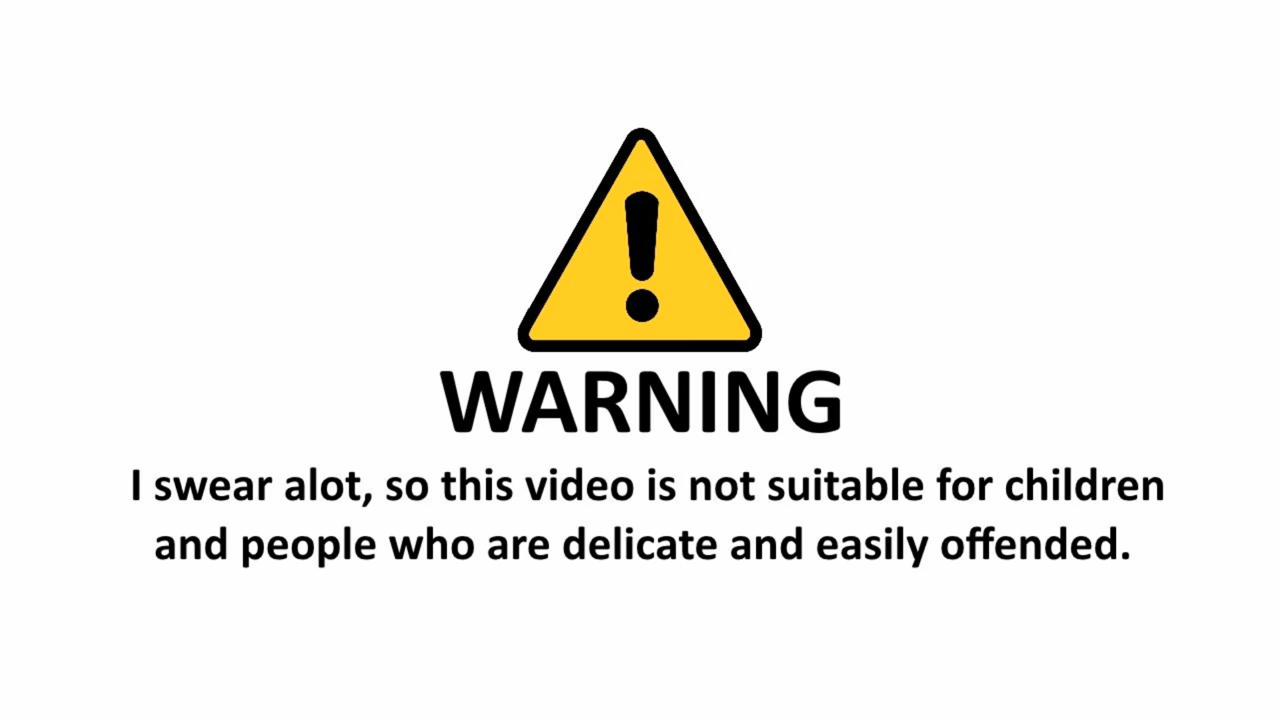 WARNING
I swear alot, so this video is not suitable for children
and people who are delicate and easily offended.